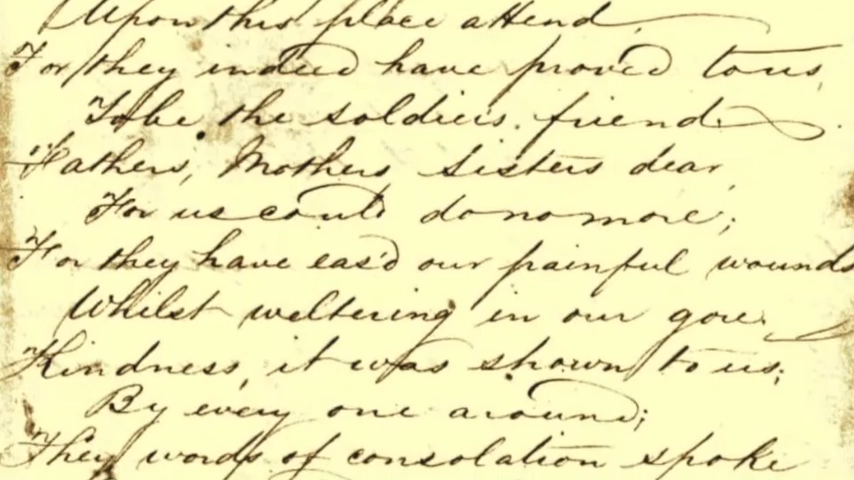 Upon this place attend
For they indeed have proved to us,
To be the soldiers friend.
Fathers, Mothers Sisters dear,
For us could do no more;
For they have eas'd our painful wounds
Whilst weltering in our gore.
Kindness, it was shown to us;
By every one around;
They words of consolation spoke